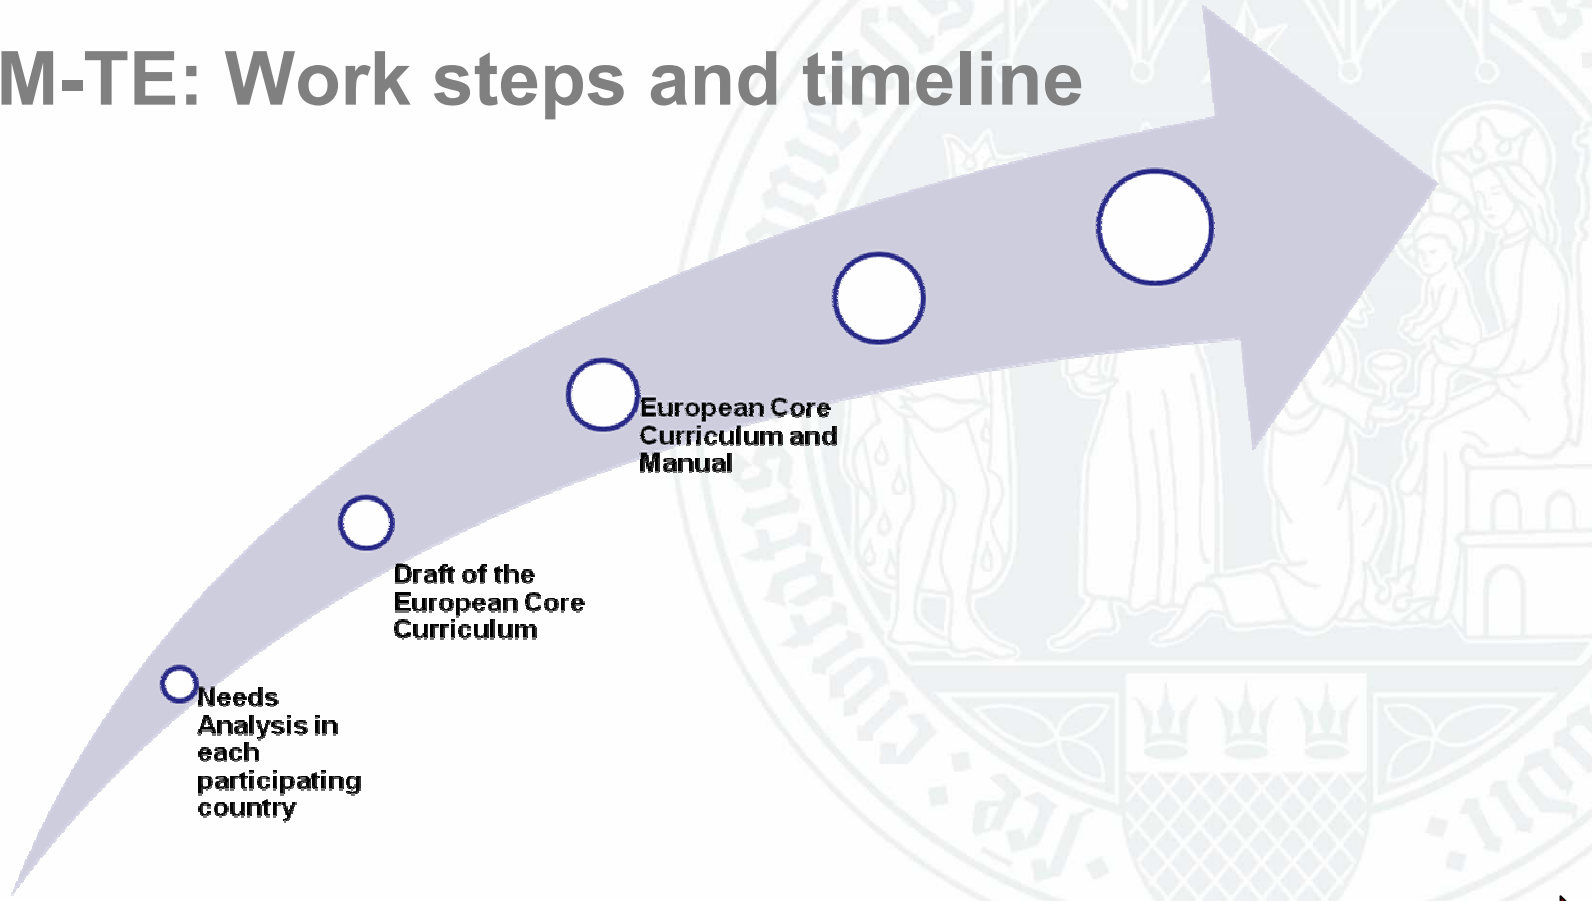 M-TE: Work steps and timeline
European Core
Curriculum and
Manual
Draft of the
European Core
Curriculum
Needs
Analysis in
each
participating
country